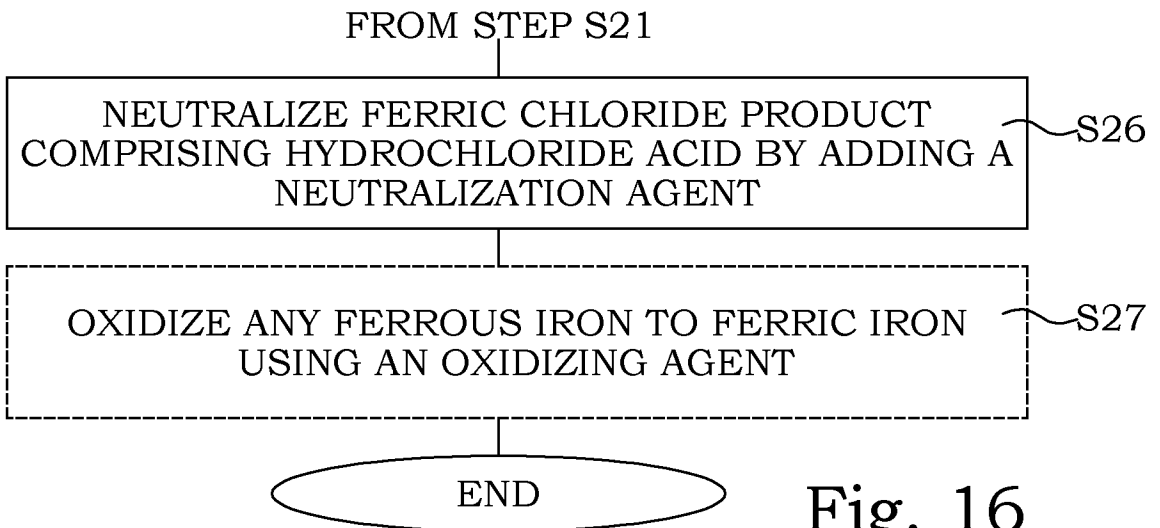 FROM STEP S21
NEUTRALIZE FERRIC CHLORIDE PRODUCT
COMPRISING HYDROCHLORIDE ACID BY ADDING A
NEUTRALIZATION AGENT
S26
OXIDIZE ANY FERROUS IRON TO FERRIC IRON
USING AN OXIDIZING AGENT
S27
END
Fig. 16